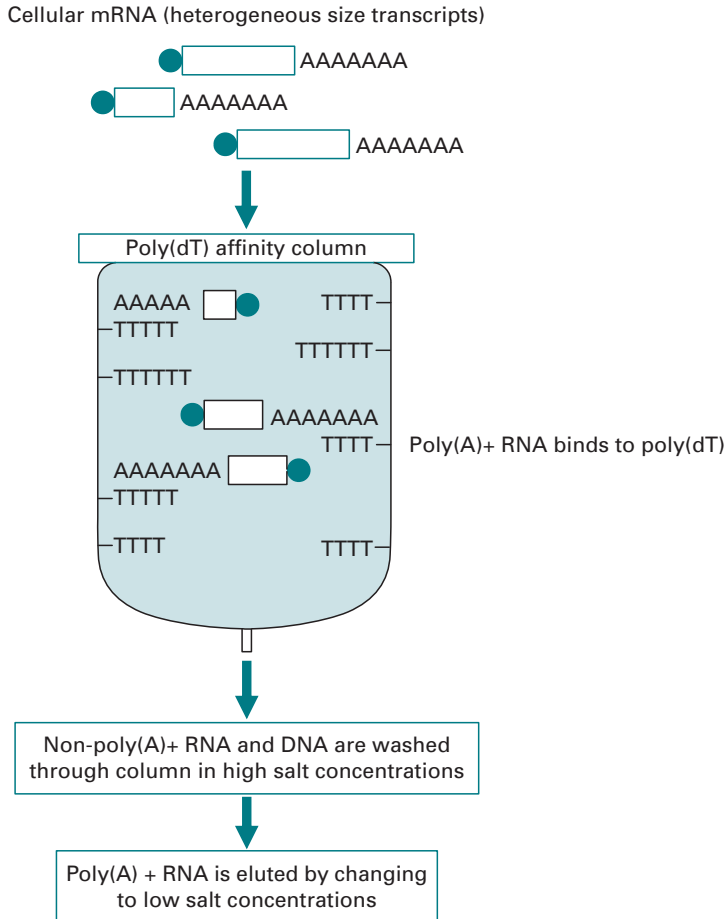 Cellular mRNA (heterogeneous size transcripts)
AAAAAAA
AAAAAAA
AAAAAAA
Poly(dT) affinity column
AAAAA
TTTT
TTTTT
TTTTTT
TTTTTT
AAAAAAA
TTTT
Poly(A)+ RNA binds to poly(dT)
AAAAAAA
TTTTT
TTTT
TTTT
Non-poly(A)+ RNA and DNA are washed
through column in high salt concentrations
Poly(A) + RNA is eluted by changing
to low salt concentrations